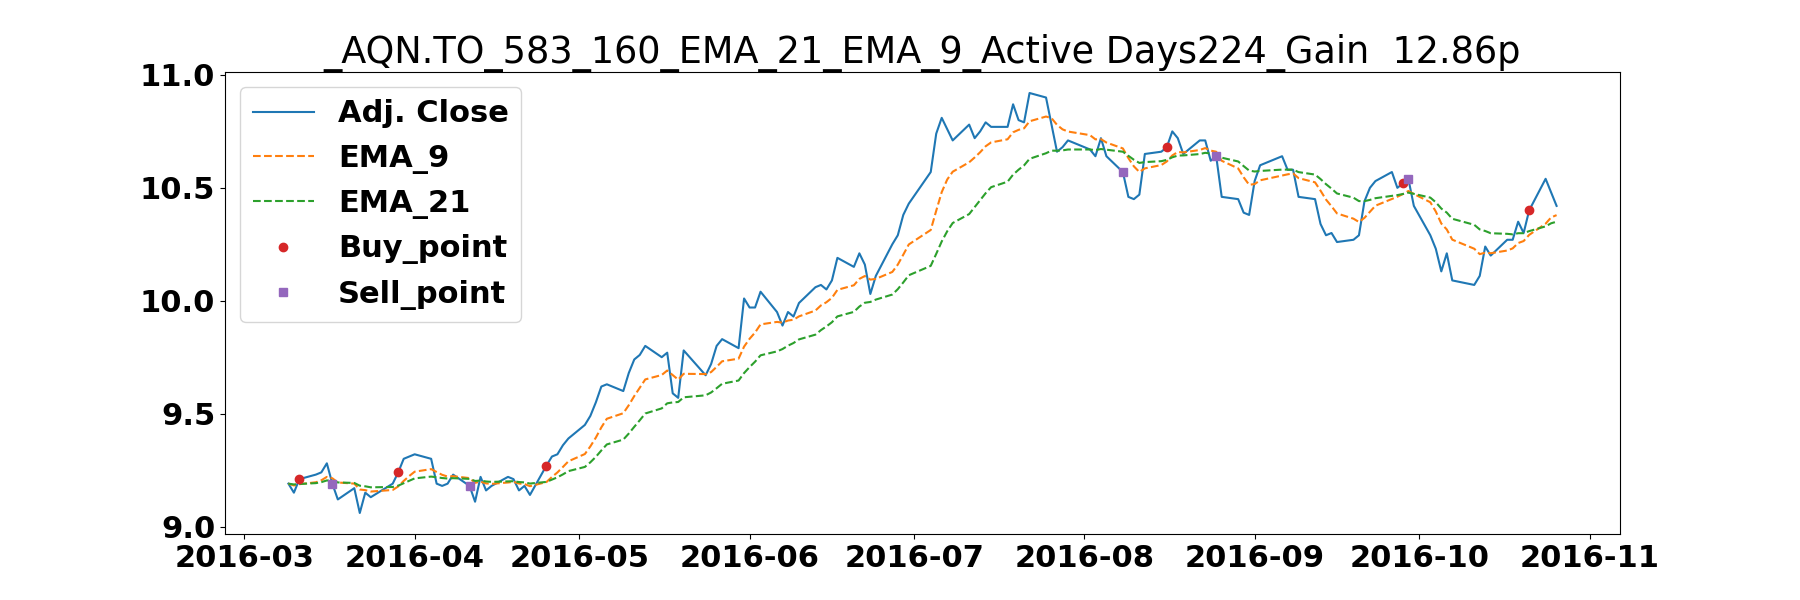 _AQN.TO_583_160_EMA_21_EMA_9_Active Days224_Gain  12.86p
11.0
10.5
10.0
9.5
9.0
Adj. Close
EMA_9
EMA_21
Buy_point
Sell_point
2016-03 2016-04 2016-05 2016-06 2016-07 2016-08 2016-09 2016-10 2016-11